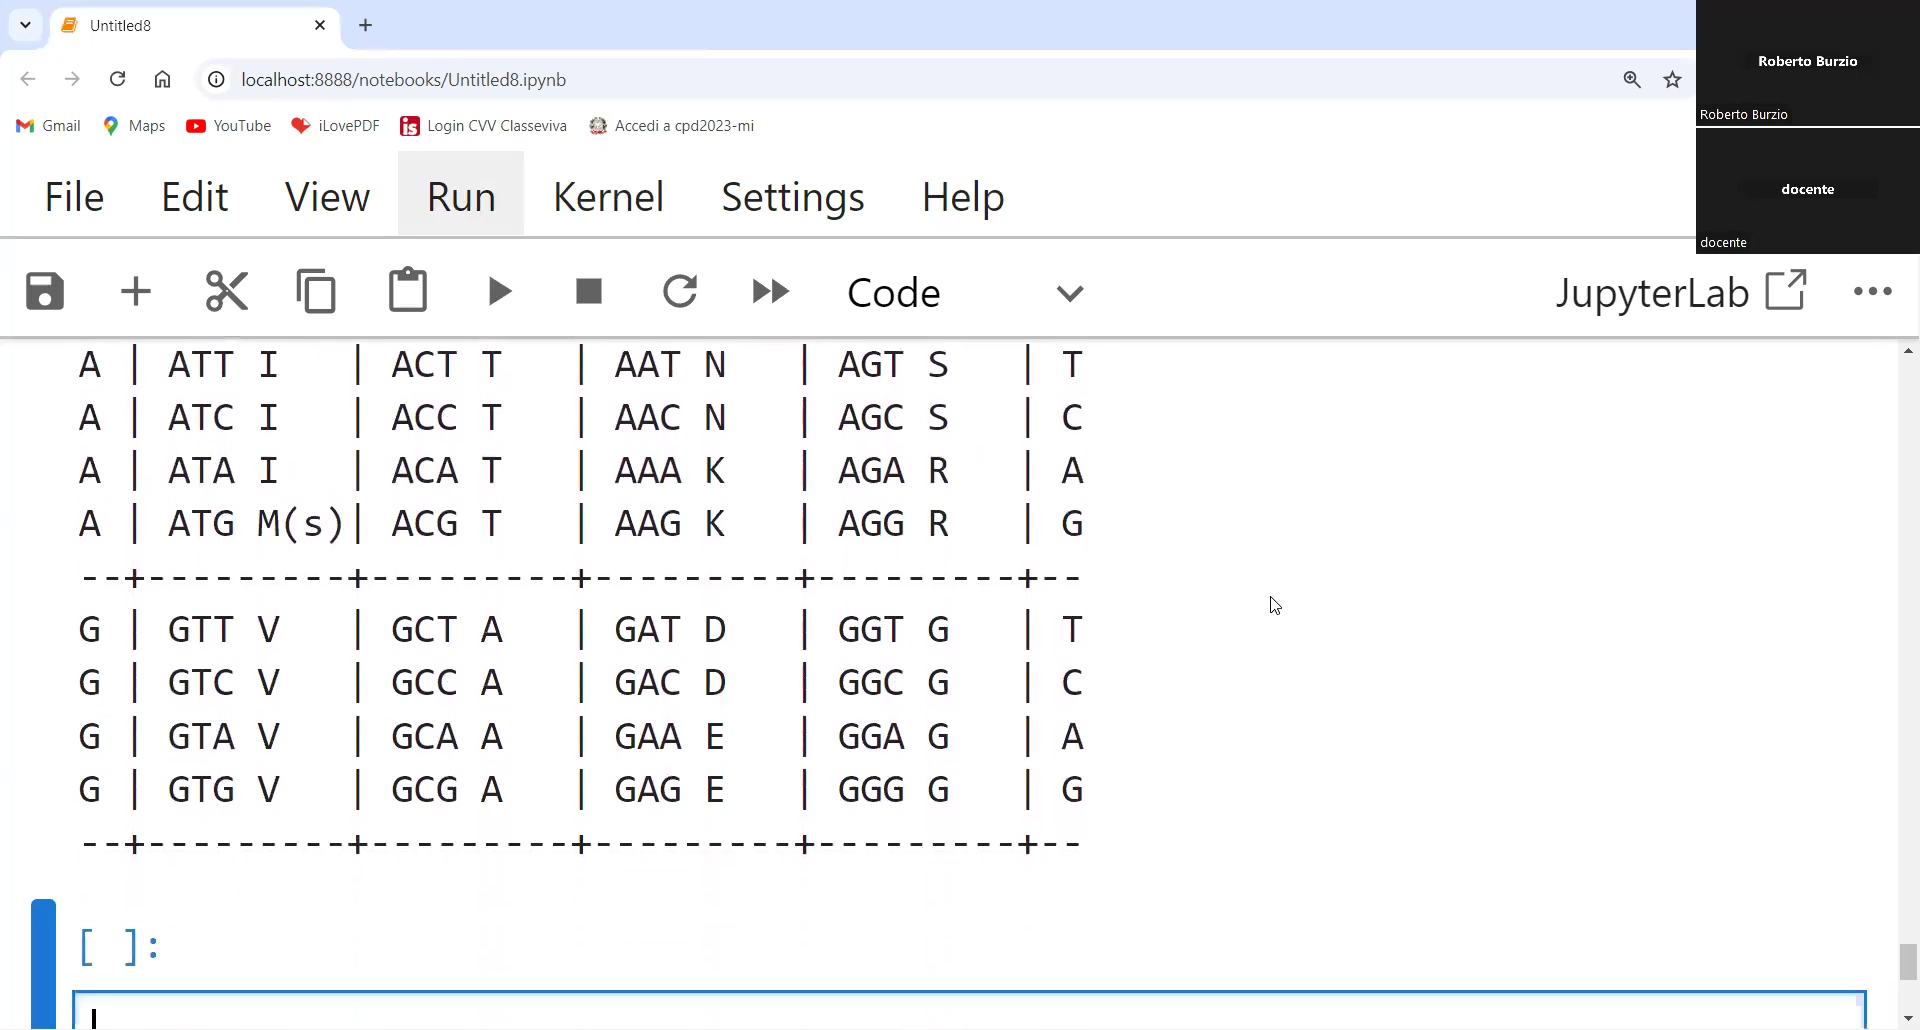 Untitled8
localhost:8888/notebooks/Untitled8.ipynb
Gmail Maps YouTube iLovePDF Login CVV Classeviva Accedi a cpd2023-mi
Roberto Burzio
Roberto Burzio
docente
docente
File Edit View Run Kernel Settings Help
Code JupyterLab
A | ATT I   | ACT T   | AAT N   | AGT S   | T
A | ATC I   | ACC T   | AAC N   | AGC S   | C
A | ATA I   | ACA T   | AAA K   | AGA R   | A
A | ATG M(s)| ACG T   | AAG K   | AGG R   | G
--+---------+---------+---------+---------+--
G | GTT V   | GCT A   | GAT D   | GGT G   | T
G | GTC V   | GCC A   | GAC D   | GGC G   | C
G | GTA V   | GCA A   | GAA E   | GGA G   | A
G | GTG V   | GCG A   | GAG E   | GGG G   | G
--+---------+---------+---------+---------+--
[ ]: